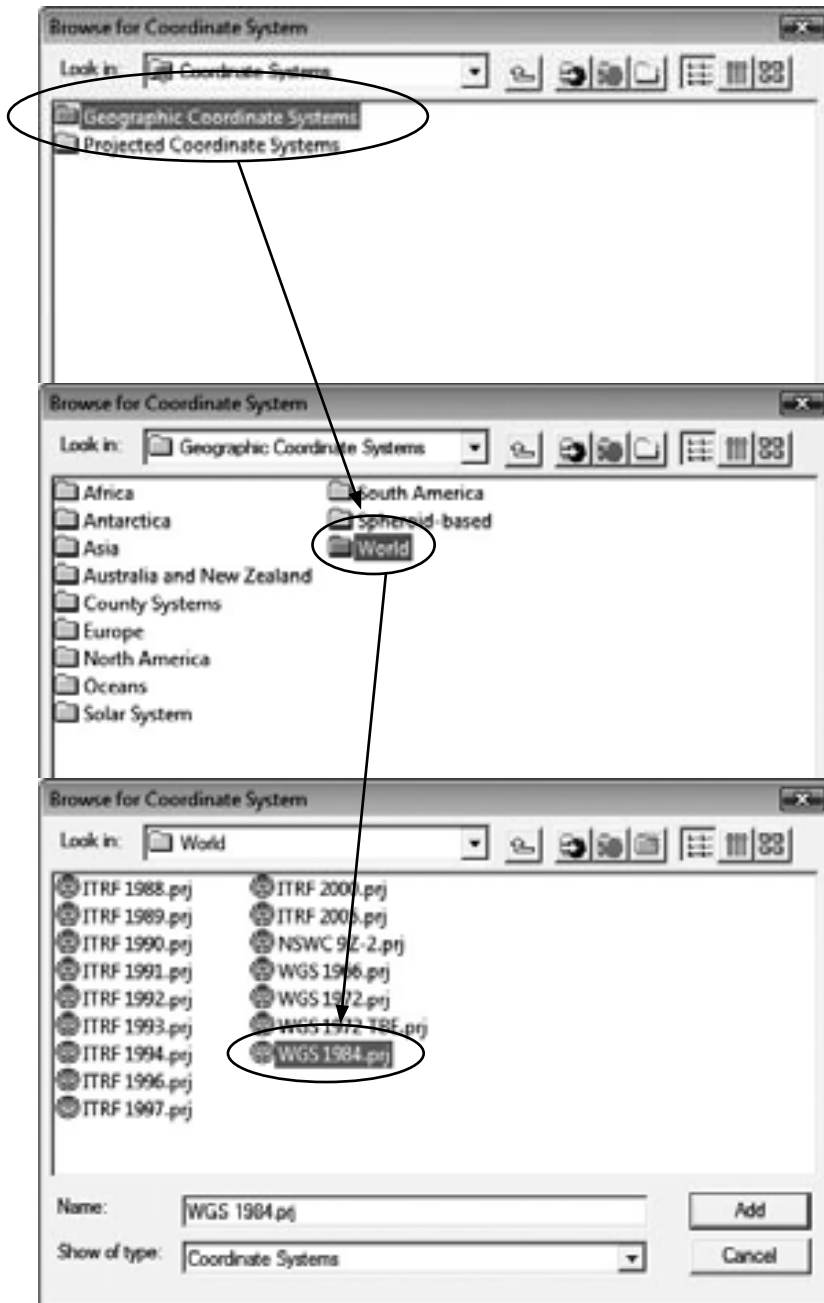 Browse for Coordinate System
Look in: Coordinate Systems
Geographic Coordinate Systems
Projected Coordinate Systems
Browse for Coordinate System
Look in: Geographic Coordinate Systems
Africa
Antarctica
Asia
Australia and New Zealand
County Systems
Europe
North America
Oceans
Solar System
South America
Spheroid-based
World
Browse for Coordinate System
Look in: World
ITRF 1988.prj
ITRF 1989.prj
ITRF 1990.prj
ITRF 1991.prj
ITRF 1992.prj
ITRF 1993.prj
ITRF 1994.prj
ITRF 1996.prj
ITRF 1997.prj
ITRF 2000.prj
ITRF 2005.prj
NSWC 9Z-2.prj
WGS 1966.prj
WGS 1972.prj
WGS 1972 TBE.prj
WGS 1984.prj
Name: WGS 1984.prj
Add
Show of type: Coordinate Systems
Cancel